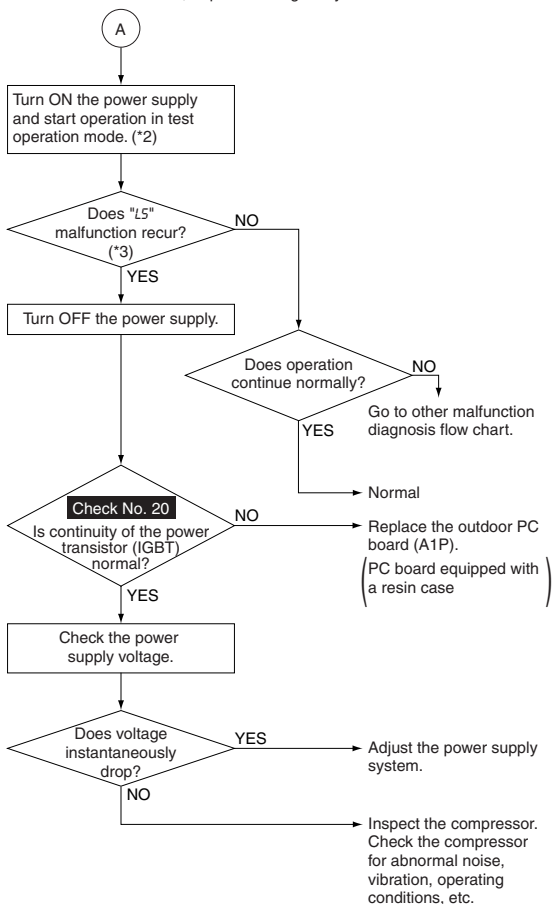 A
Turn ON the power supply
and start operation in test
operation mode. (*2)
Does "L5"
malfunction recur?
(*3)
NO
YES
Turn OFF the power supply.
Does operation
continue normally?
NO
Go to other malfunction
diagnosis flow chart.
YES
Normal
Check No. 20
Is continuity of the power
transistor (IGBT)
normal?
NO
Replace the outdoor PC
board (A1P).
(PC board equipped with
a resin case)
YES
Check the power
supply voltage.
Does voltage
instantaneously
drop?
YES
Adjust the power supply
system.
NO
Inspect the compressor.
Check the compressor
for abnormal noise,
vibration, operating
conditions, etc.